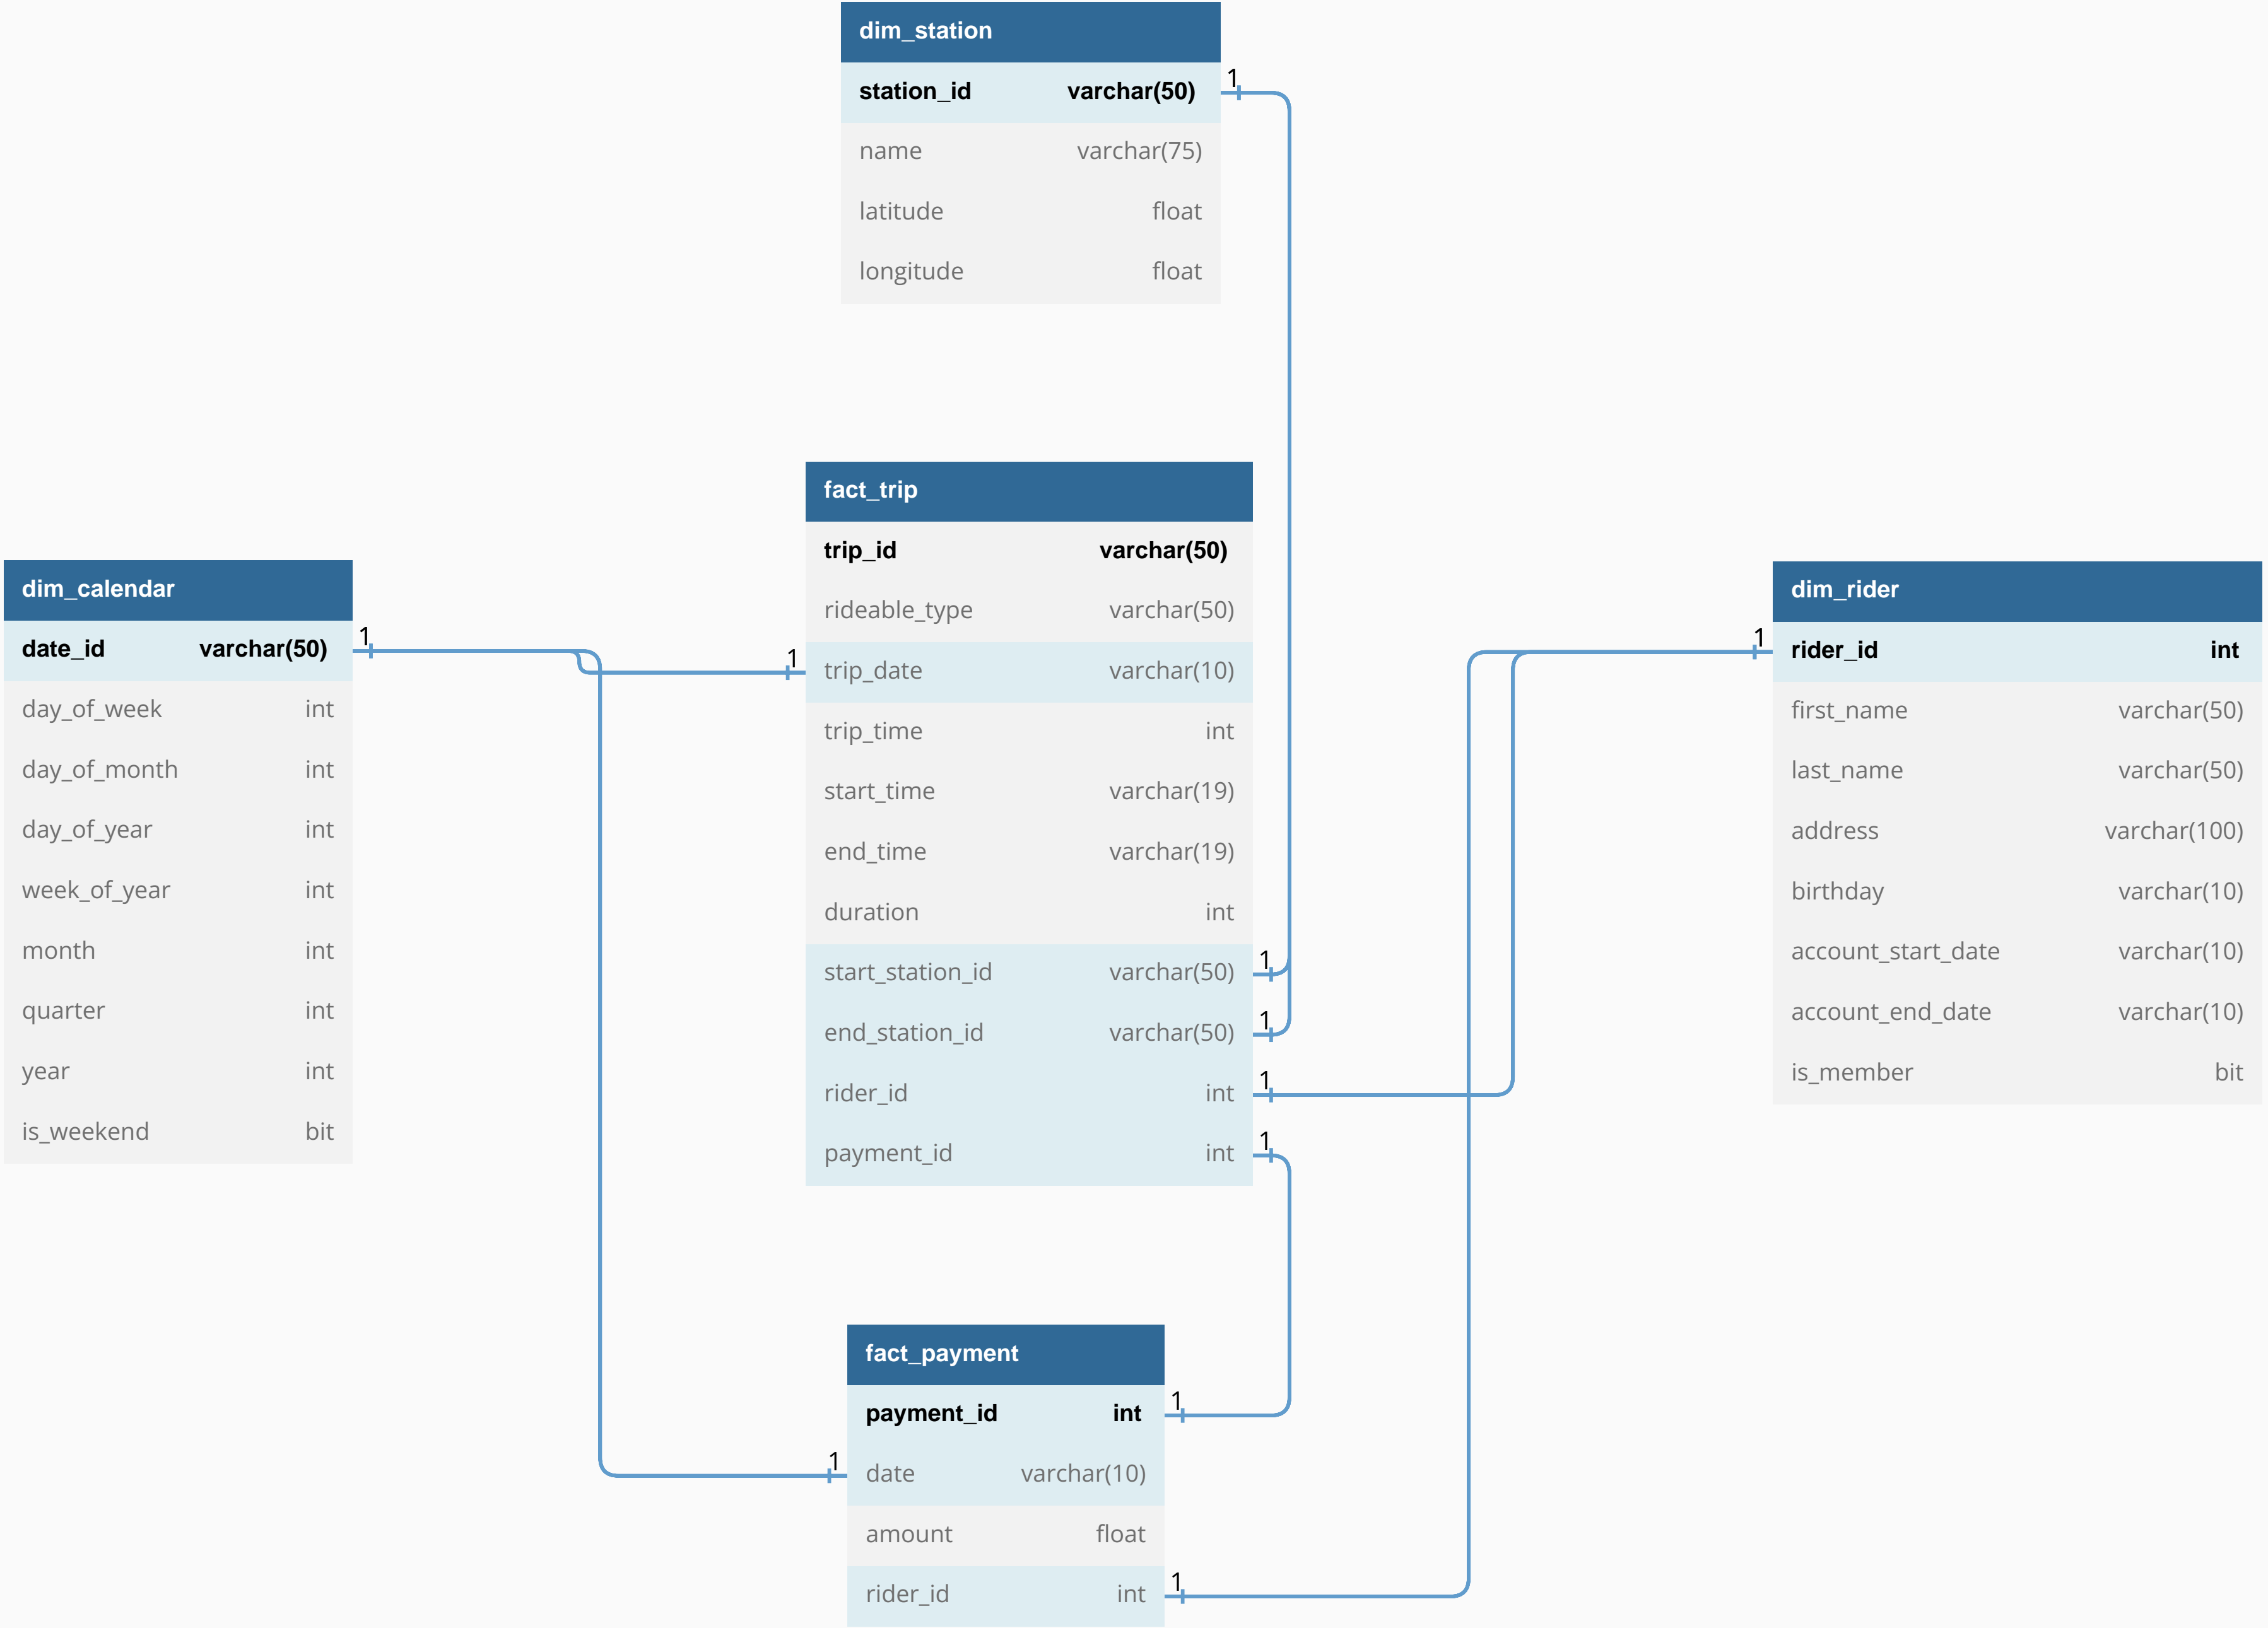 dim_station
station_id varchar(50)
name varchar(75)
latitude float
longitude float
1
fact_trip
trip_id varchar(50)
rideable_type varchar(50)
trip_date varchar(10)
trip_time int
start_time varchar(19)
end_time varchar(19)
duration int
start_station_id varchar(50)
end_station_id varchar(50)
rider_id int
payment_id int
1
1
1
1
1
dim_calendar
date_id varchar(50)
day_of_week int
day_of_month int
day_of_year int
week_of_year int
month int
quarter int
year int
is_weekend bit
1
dim_rider
rider_id int
first_name varchar(50)
last_name varchar(50)
address varchar(100)
birthday varchar(10)
account_start_date varchar(10)
account_end_date varchar(10)
is_member bit
1
fact_payment
payment_id int
date varchar(10)
amount float
rider_id int
1
1
1